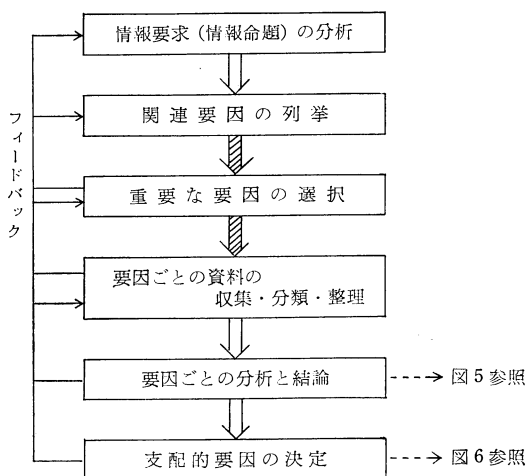 情報要求(情報命題)の分析
関連要因の列挙
重要な要因の選択
要因ごとの資料の
収集・分類・整理
要因ごとの分析と結論
図5参照
支配的要因の決定
図6参照
フィードバック